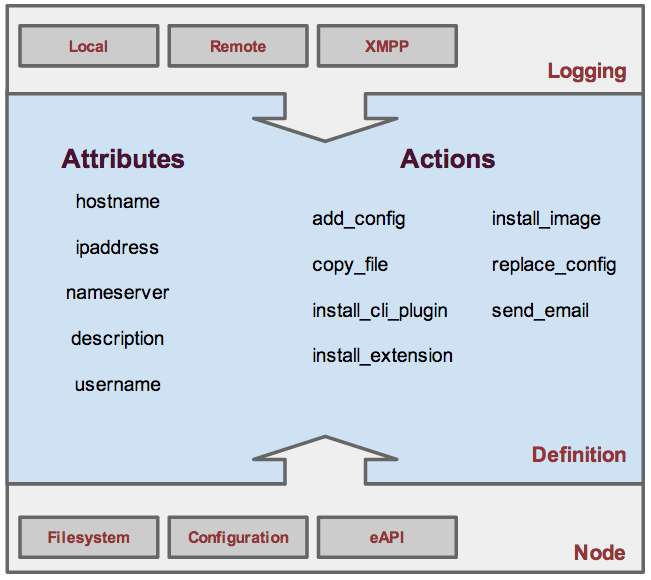 Local
Remote
XMPP
Logging
Attributes
hostname
ipaddress
nameserver
description
username
Actions
add_config
copy_file
install_cli_plugin
install_extension
install_image
replace_config
send_email
Definition
Filesystem
Configuration
eAPI
Node